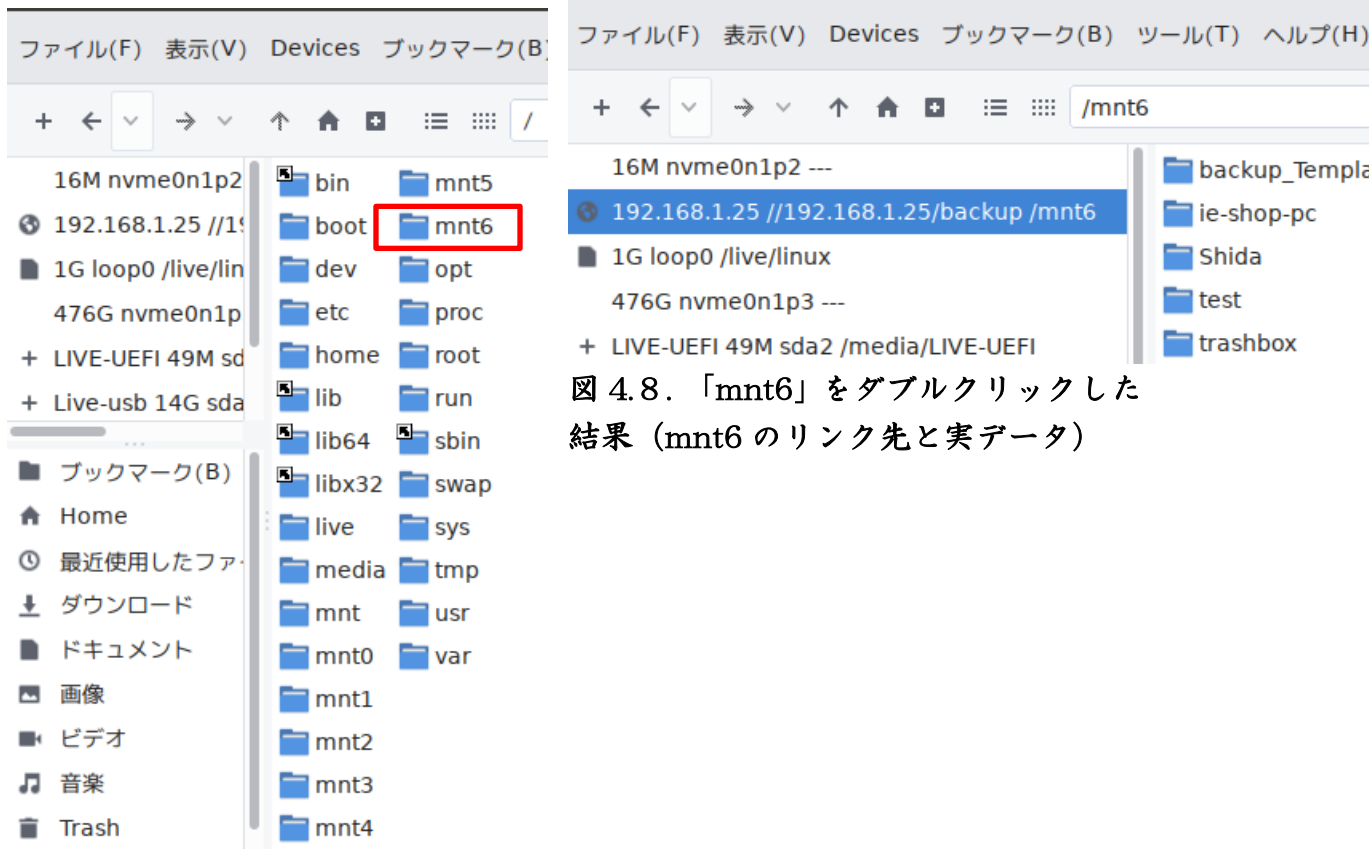 ファイル(F) 表示(V) Devices ブックマーク(B)
/
16M nvme0n1p2
192.168.1.25 //19
1G loop0 /live/lin
476G nvme0n1p
+ LIVE-UEFI 49M sd
+ Live-usb 14G sda
ブックマーク(B)
Home
最近使用したファ
ダウンロード
ドキュメント
画像
ビデオ
音楽
Trash
bin
boot
dev
etc
home
lib
lib64
libx32
live
media
mnt
mnt0
mnt1
mnt2
mnt3
mnt4
mnt5
mnt6
opt
proc
root
run
sbin
swap
sys
tmp
usr
var
ファイル(F) 表示(V) Devices ブックマーク(B) ツール(T) ヘルプ(H)
/mnt6
16M nvme0n1p2 ---
192.168.1.25 //192.168.1.25/backup /mnt6
1G loop0 /live/linux
476G nvme0n1p3 ---
+ LIVE-UEFI 49M sda2 /media/LIVE-UEFI
backup_Templa
ie-shop-pc
Shida
test
trashbox
図 4.8.「mnt6」をダブルクリックした
結果（mnt6 のリンク先と実データ）